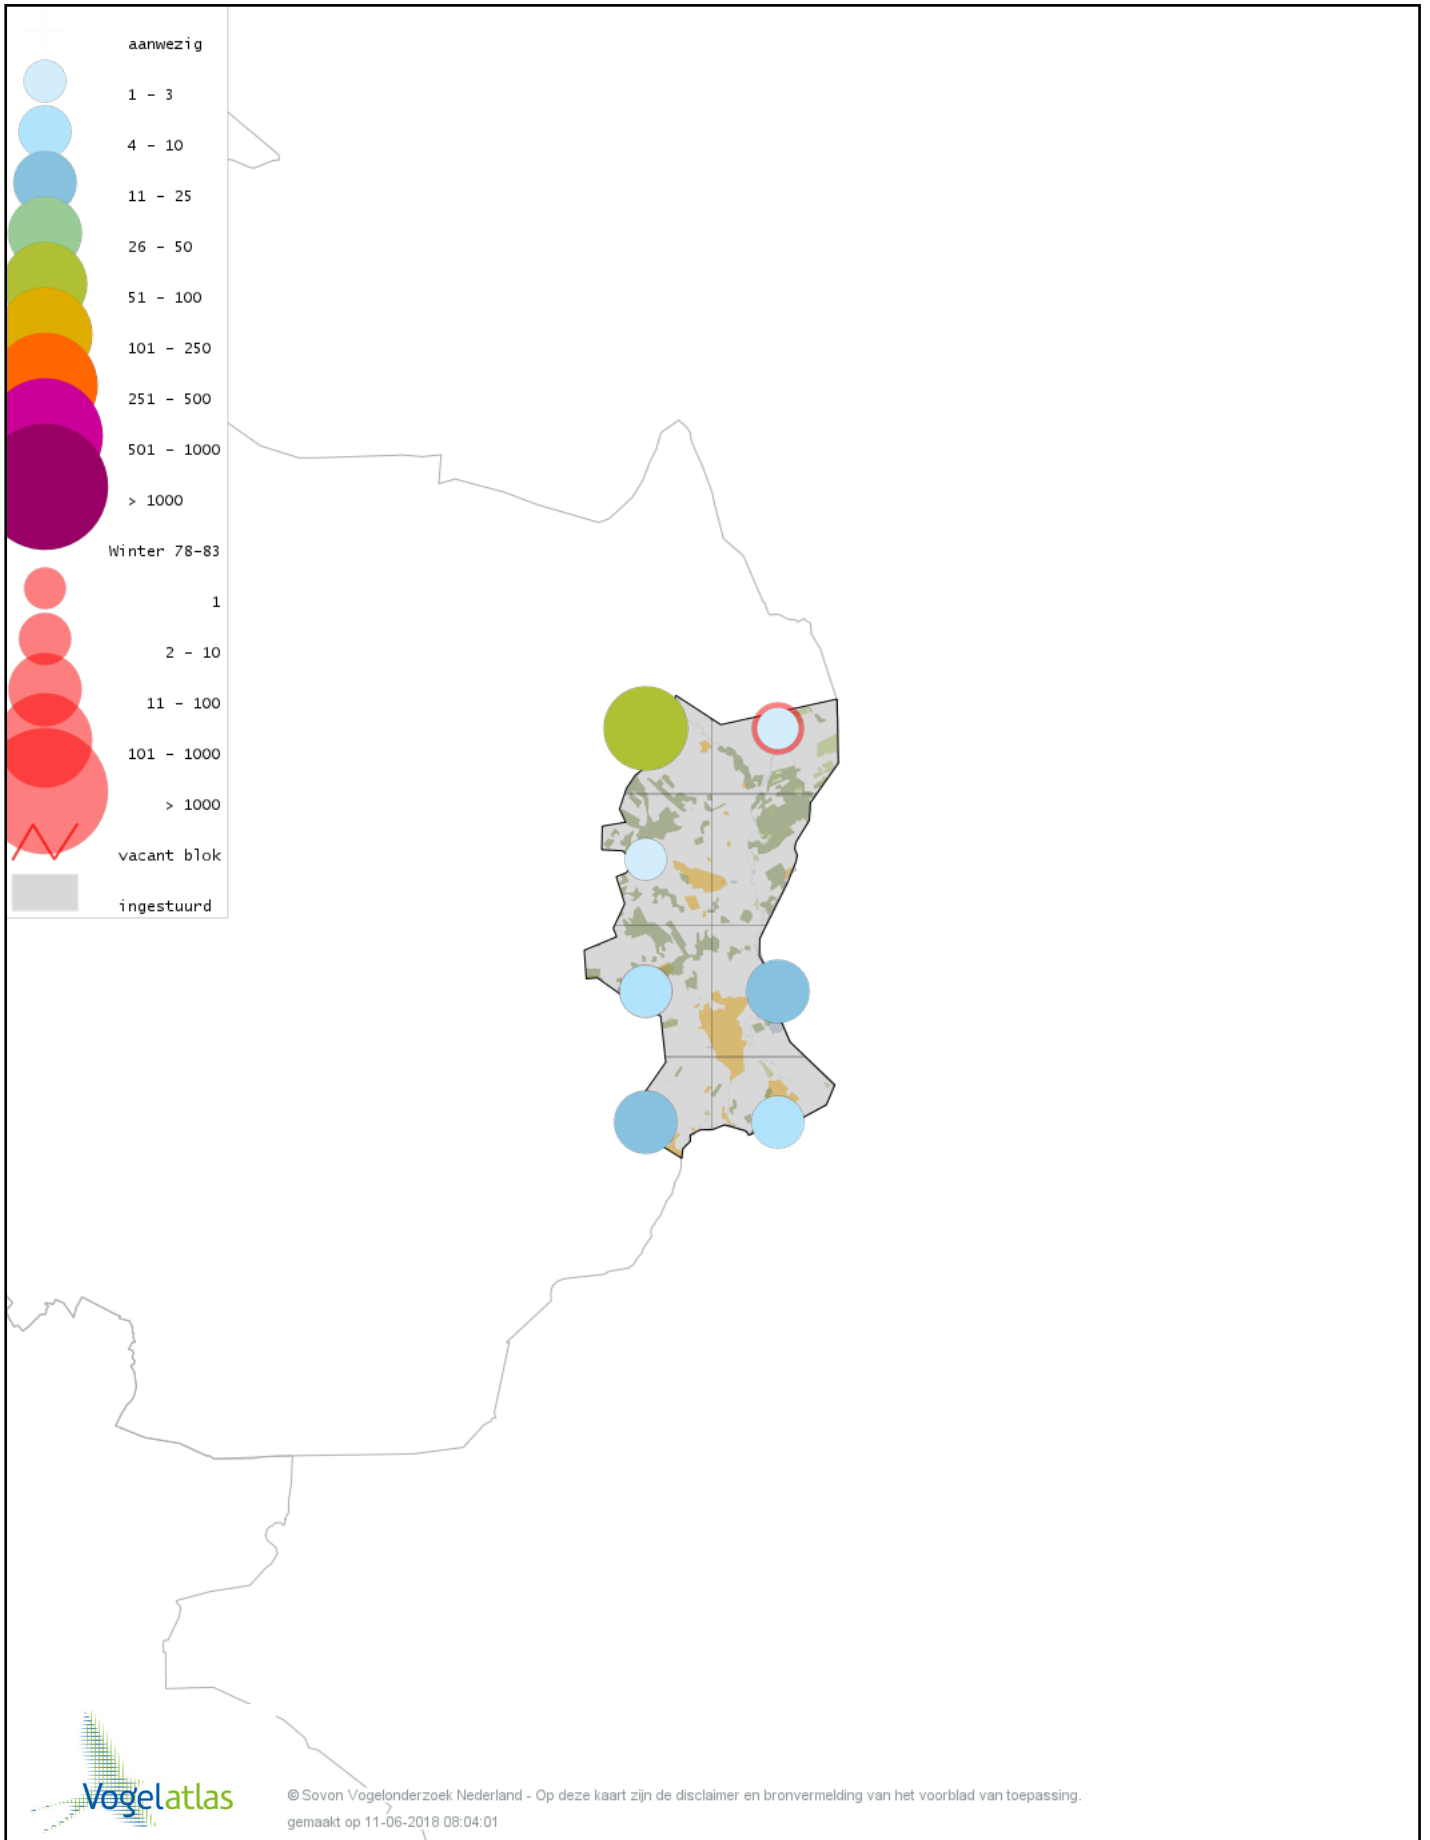 aanwezig
1 - 3
4 - 10
11 - 25
26 - 50
51 - 100
101 - 250
251 - 500
501 - 1000
> 1000
Winter 78-83
1
2 - 10
11 - 100
101 - 1000
> 1000
vacant blok
ingestuurd
Vogelatlas
© Sovon Vogelonderzoek Nederland - Op deze kaart zijn de disclaimer en bronvermelding van het voorblad van toepassing.
gemaakt op 11-06-2018 08:04:01